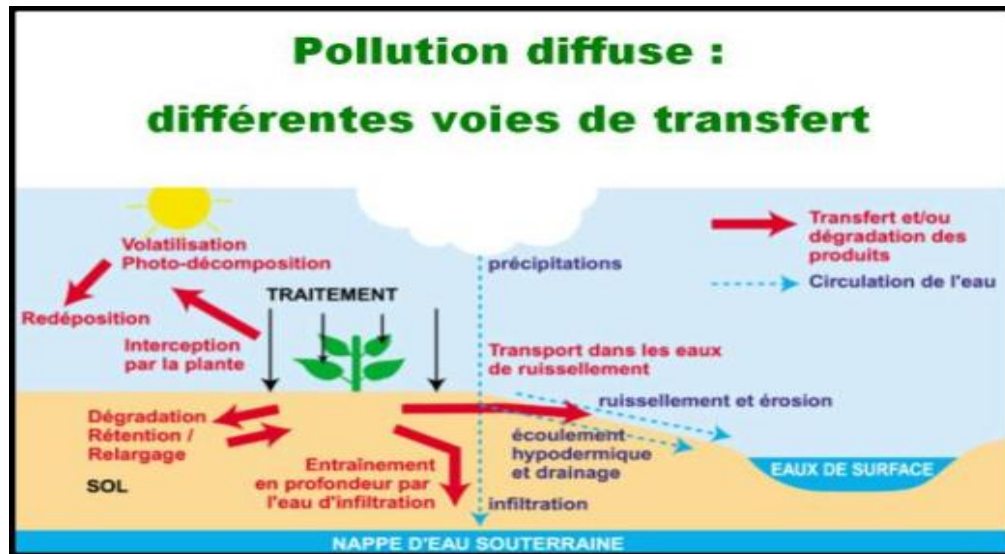 Pollution diffuse :
différentes voies de transfert
Volatilisation
Photo-décomposition
Redéposition
TRAITEMENT
Interception
par la plante
précipitations
Transfert et/ou
dégradation des
produits
Circulation de l'eau
Transport dans les eaux
de ruissellement
ruissellement et érosion
Dégradation
Rétention /
Relargage
SOL
Entraînement
en profondeur par
l'eau d'infiltration
écoulement
hypodermique
et drainage
infiltration
EAUX DE SURFACE
NAPPE D'EAU SOUTERRAINE